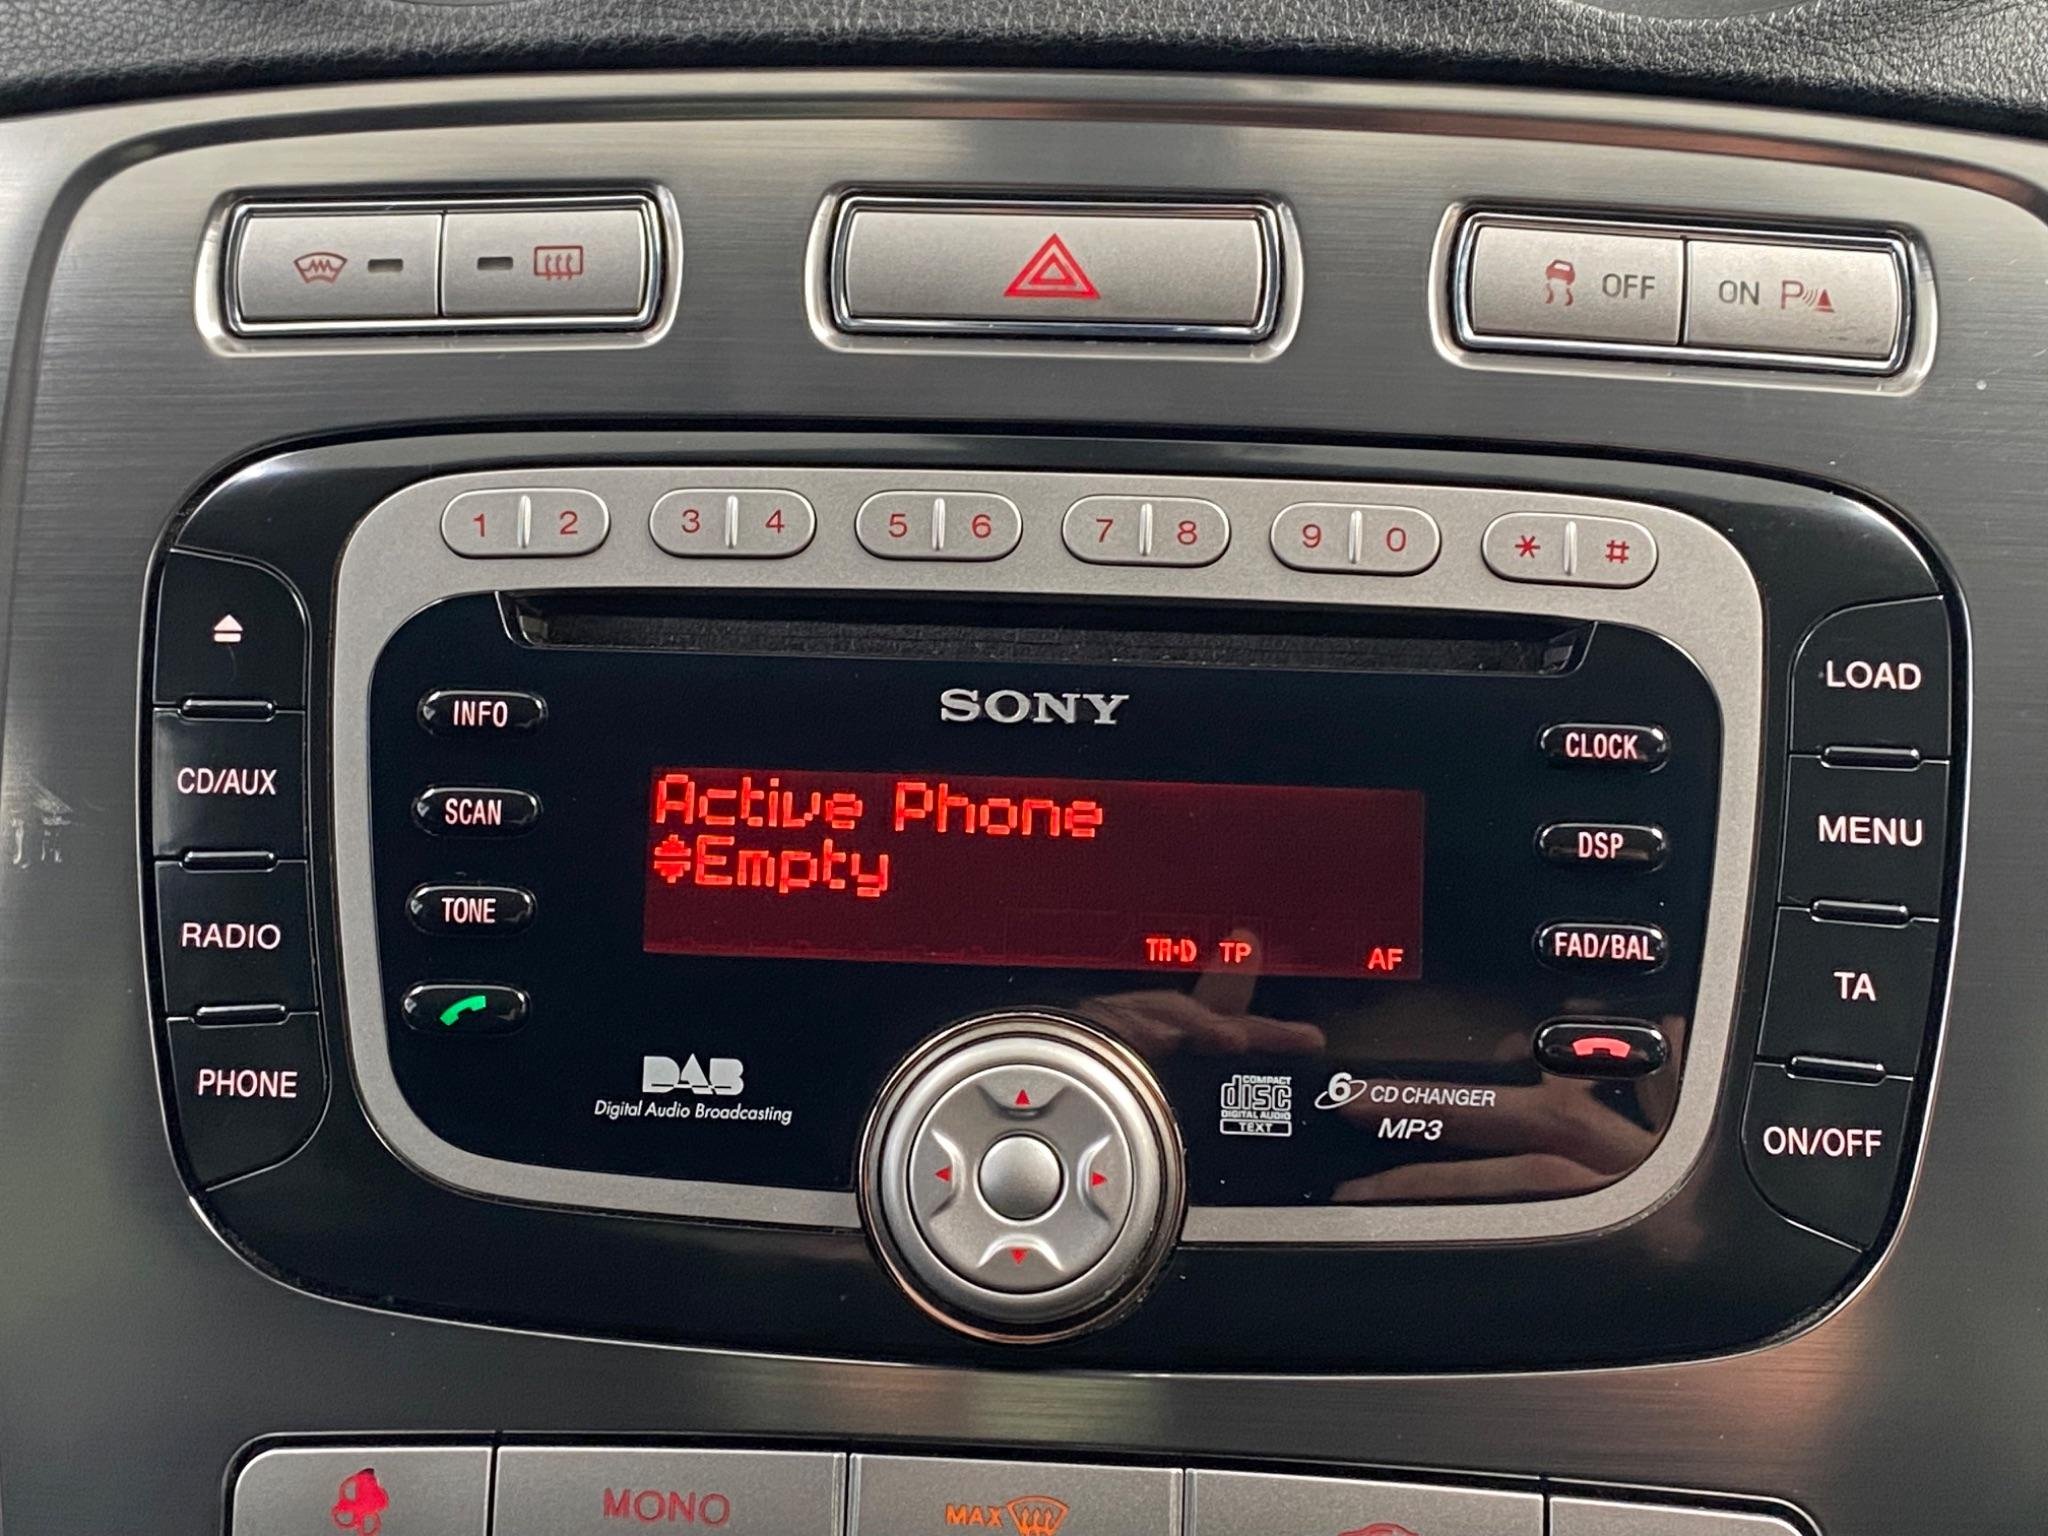 OFF
ON P
1 2 3 4 5 6 7 8 9 0 * #
SONY
INFO
SCAN
TONE
CD/AUX
RADIO
PHONE
Active Phone
Empty
TA·D TP AF
CLOCK
DSP
FAD/BAL
LOAD
MENU
TA
ON/OFF
DAB
Digital Audio Broadcasting
COMPACT
disc
DIGITAL AUDIO
TEXT
6 CD CHANGER
MP3
MONO
MAX